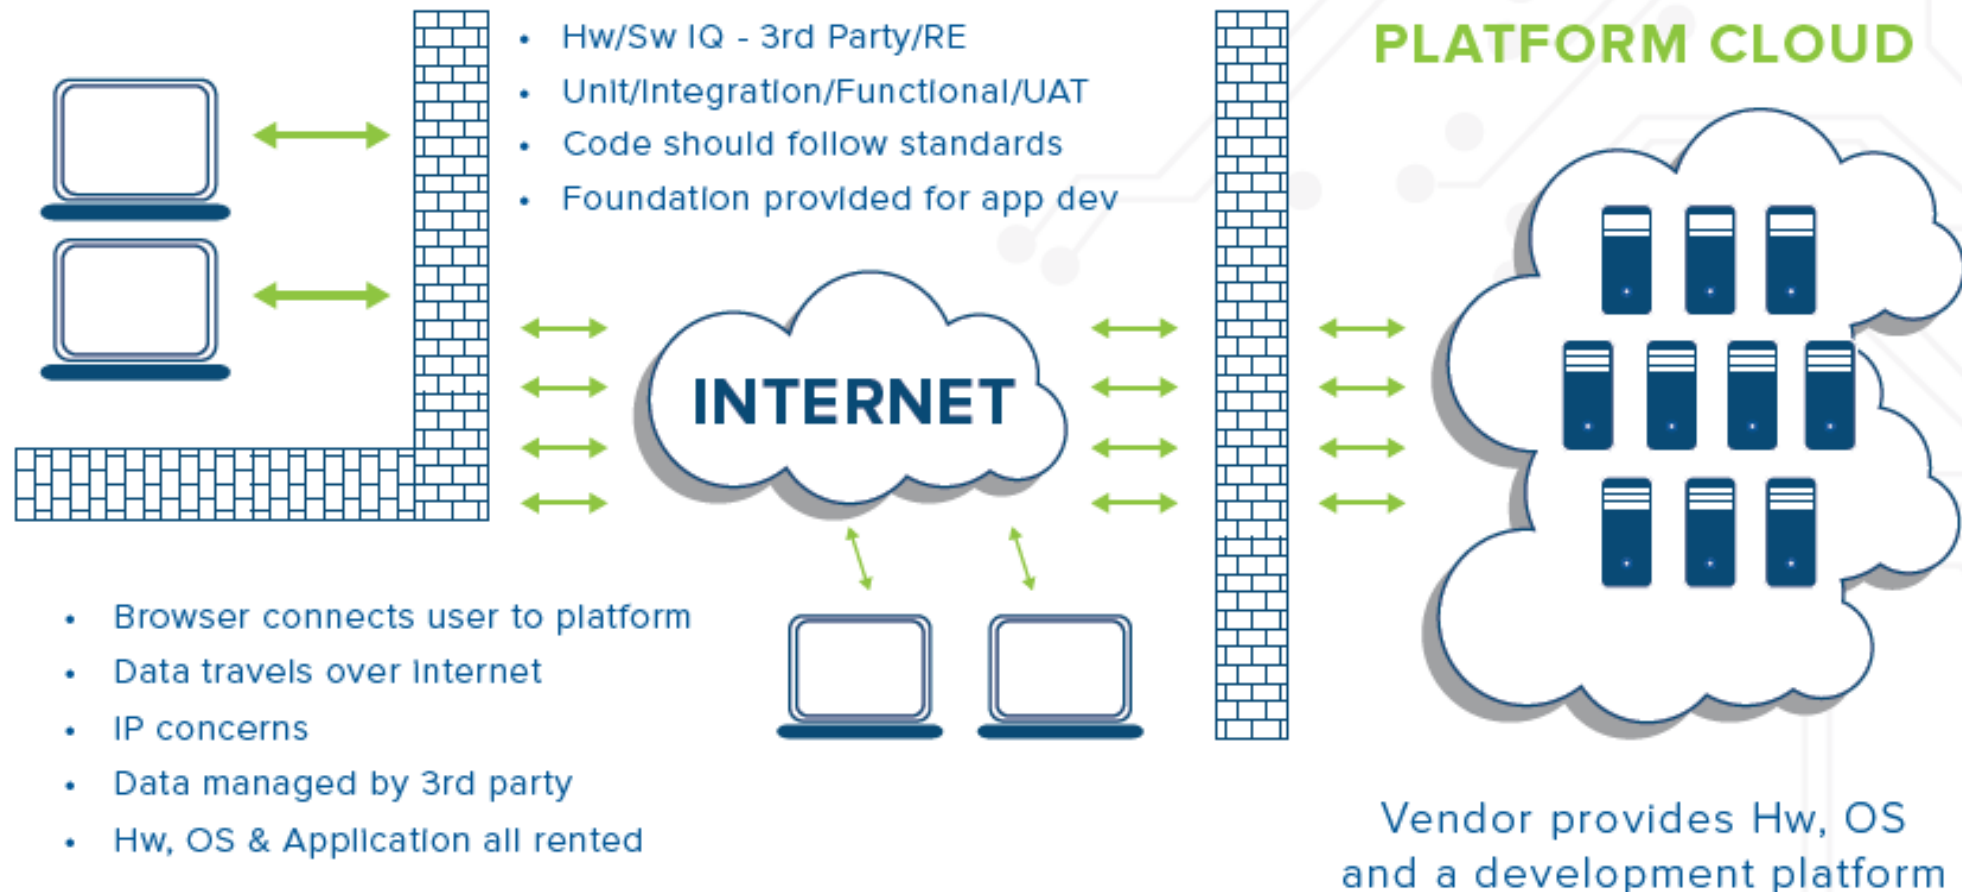 • Hw/Sw IQ - 3rd Party/RE
• Unit/Integration/Functional/UAT
• Code should follow standards
• Foundation provided for app dev
PLATFORM CLOUD
INTERNET
• Browser connects user to platform
• Data travels over internet
• IP concerns
• Data managed by 3rd party
• Hw, OS & Application all rented
Vendor provides Hw, OS
and a development platform